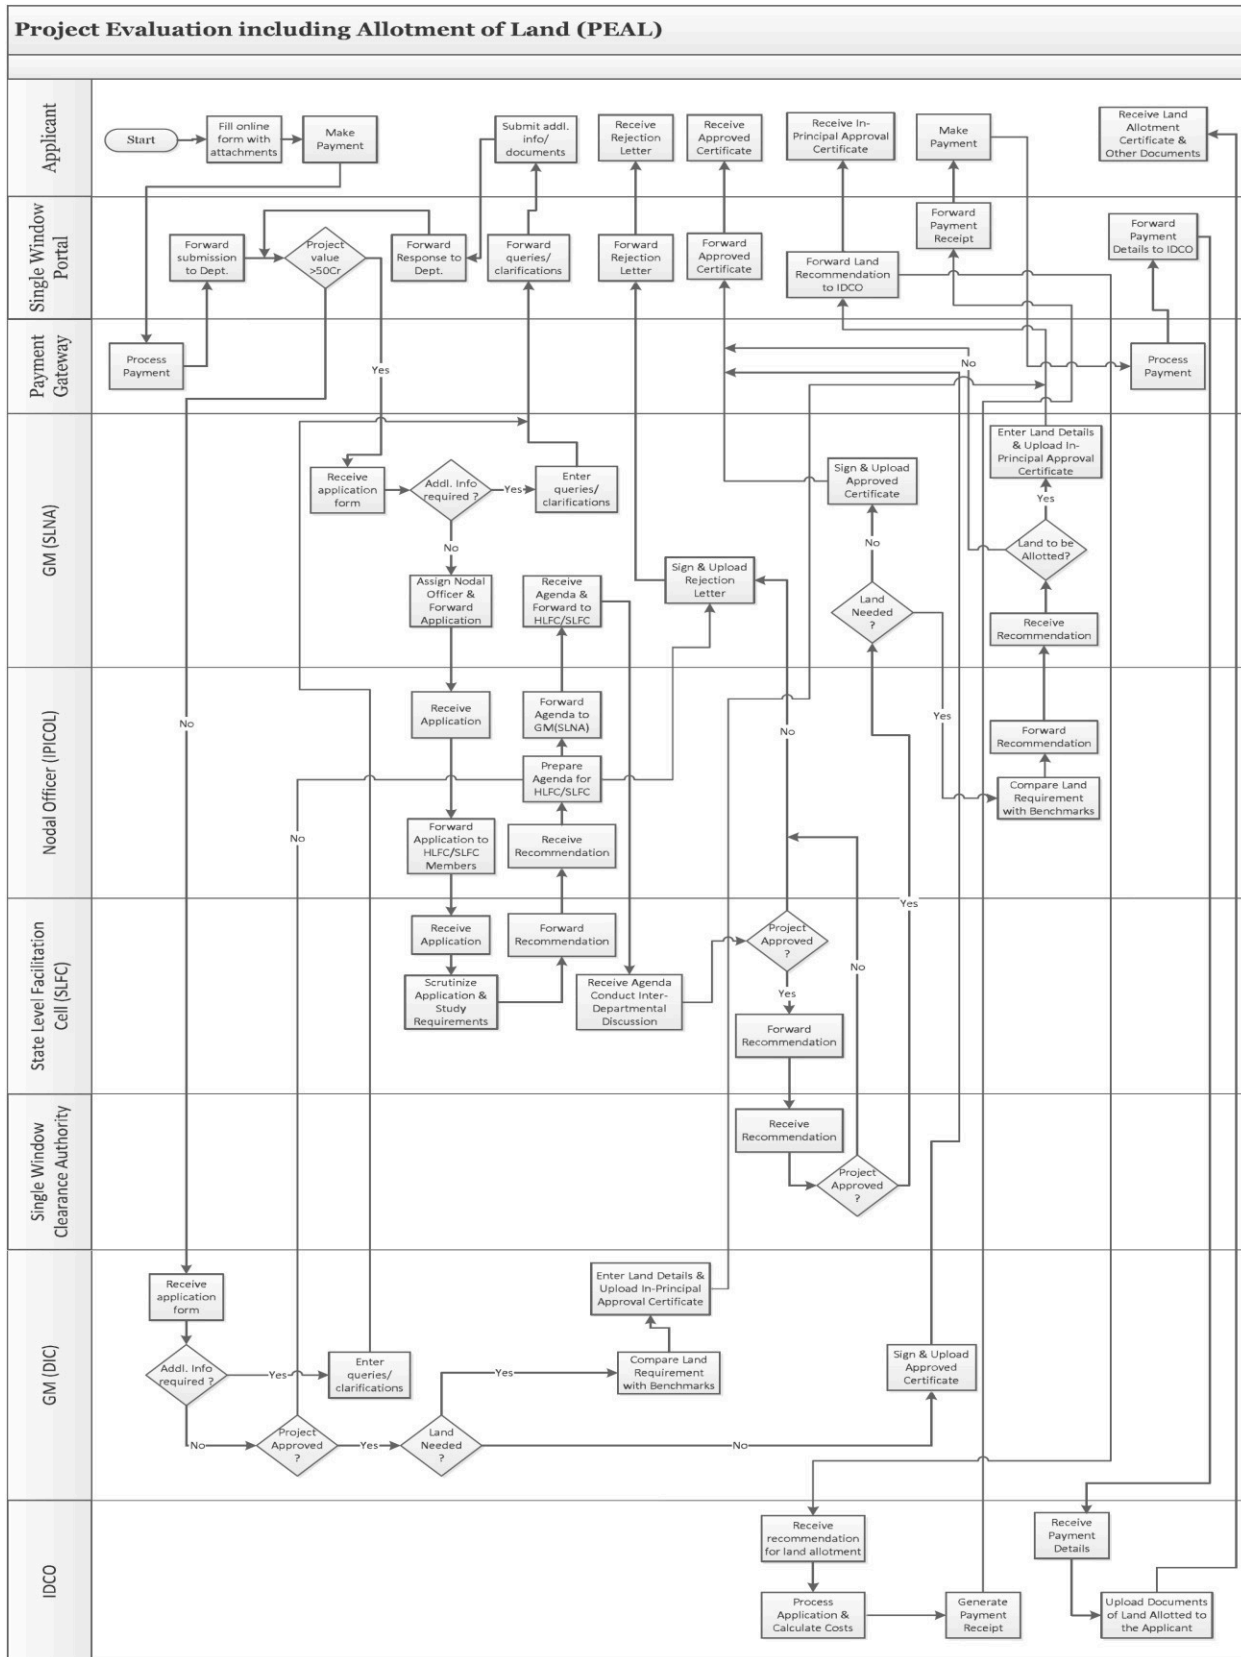 Project Evaluation including Allotment of Land (PEAL)
Applicant
Start
Fill online
form with
attachments
Make
Payment
Submit addl.
info/
documents
Receive
Rejection
Letter
Receive
Approved
Certificate
Receive In-
Principal Approval
Certificate
Make
Payment
Receive Land
Allotment
Certificate &
Other Documents
Single Window
Portal
Forward
submission
to Dept.
Project
value
>50Cr
Forward
Response to
Dept.
Forward
queries/
clarifications
Forward
Rejection
Letter
Forward
Approved
Certificate
Forward Land
Recommendation
to IDCO
Forward
Payment
Receipt
Forward
Payment
Details to IDCO
Payment
Gateway
Process
Payment
Yes
No
Process
Payment
GM (SLNA)
Receive
application
form
Addl. Info
required ?
Yes
Enter
queries/
clarifications
Sign & Upload
Approved
Certificate
Enter Land Details
& Upload In-
Principal Approval
Certificate
Yes
No
No
Land to be
Allotted?
Assign Nodal
Officer &
Forward
Application
Receive
Agenda &
Forward to
HLFC/SLFC
Sign & Upload
Rejection
Letter
Land
Needed
?
Receive
Recommendation
Nodal Officer (IPICOL)
No
Receive
Application
Forward
Agenda to
GM(SLNA)
No
Yes
Forward
Recommendation
Prepare
Agenda for
HLFC/SLFC
Compare Land
Requirement
with Benchmarks
No
Forward
Application to
HLFC/SLFC
Members
Receive
Recommendation
Yes
State Level Facilitation
Cell (SLFC)
Receive
Application
Forward
Recommendation
Project
Approved
?
No
Scrutinize
Application &
Study
Requirements
Receive Agenda
Conduct Inter-
Departmental
Discussion
Yes
Forward
Recommendation
Single Window
Clearance Authority
Receive
Recommendation
Project
Approved
?
GM (DIC)
Receive
application
form
Enter Land Details &
Upload In-Principal
Approval Certificate
Addl. Info
required ?
Yes
Enter
queries/
clarifications
Yes
Compare Land
Requirement
with Benchmarks
Sign & Upload
Approved
Certificate
No
Project
Approved
?
Yes
Land
Needed
?
No
IDCO
Receive
recommendation
for land allotment
Receive
Payment
Details
Process
Application &
Calculate Costs
Generate
Payment
Receipt
Upload Documents
of Land Allotted to
the Applicant